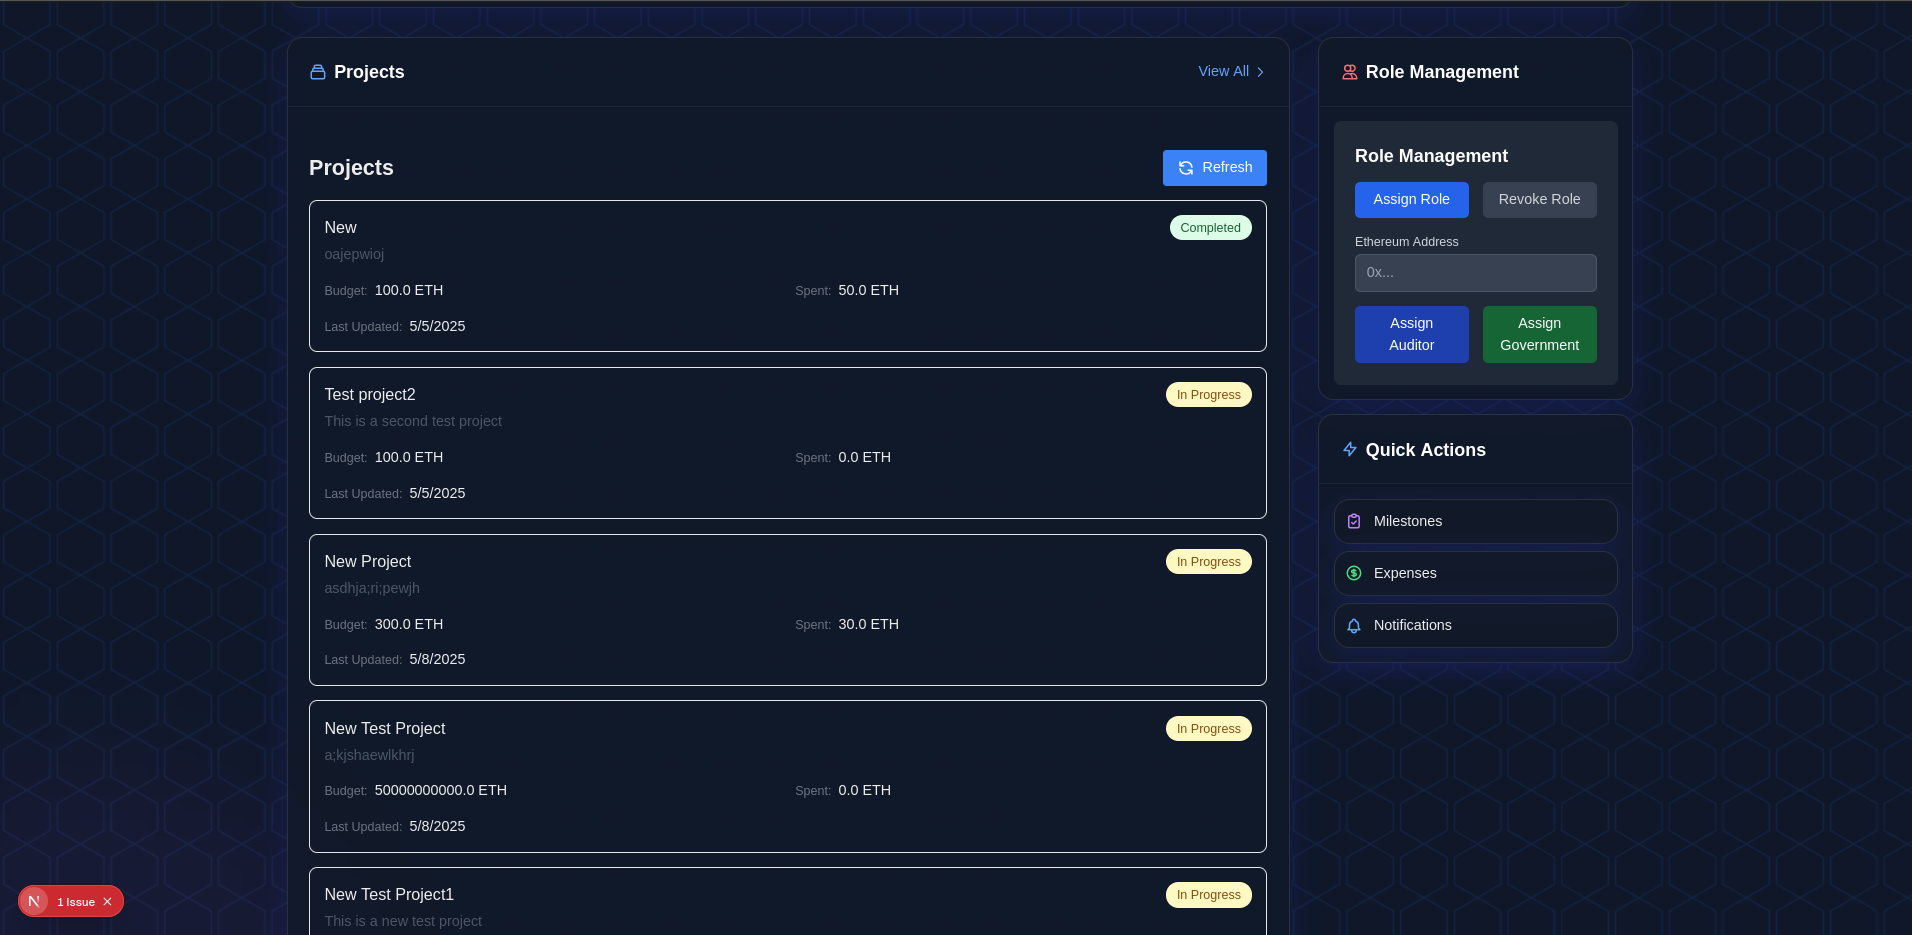 Projects
View All
Projects
Refresh
New
Completed
oajepwioj
Budget: 100.0 ETH
Spent: 50.0 ETH
Last Updated: 5/5/2025
Test project2
In Progress
This is a second test project
Budget: 100.0 ETH
Spent: 0.0 ETH
Last Updated: 5/5/2025
New Project
In Progress
asdhja;ri;pewjh
Budget: 300.0 ETH
Spent: 30.0 ETH
Last Updated: 5/8/2025
New Test Project
In Progress
a;kjshaewlkhrj
Budget: 50000000000.0 ETH
Spent: 0.0 ETH
Last Updated: 5/8/2025
New Test Project1
In Progress
This is a new test project
Role Management
Role Management
Assign Role
Revoke Role
Ethereum Address
0x...
Assign
Auditor
Assign
Government
Quick Actions
Milestones
Expenses
Notifications
N
1 Issue